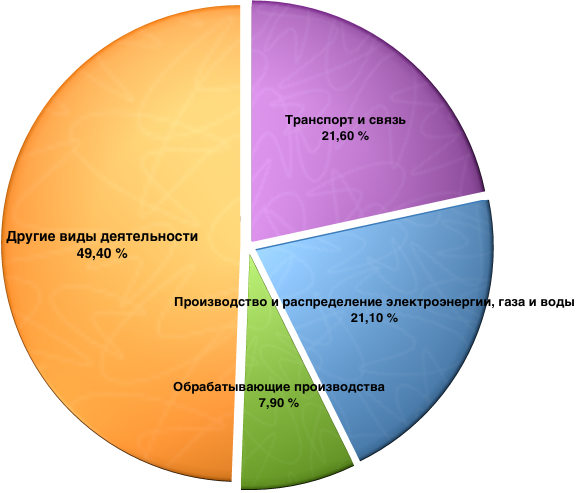 Транспорт и связь
21,60 %
Другие виды деятельности
49,40 %
Производство и распределение электроэнергии, газа и воды
21,10 %
Обрабатывающие производства
7,90 %